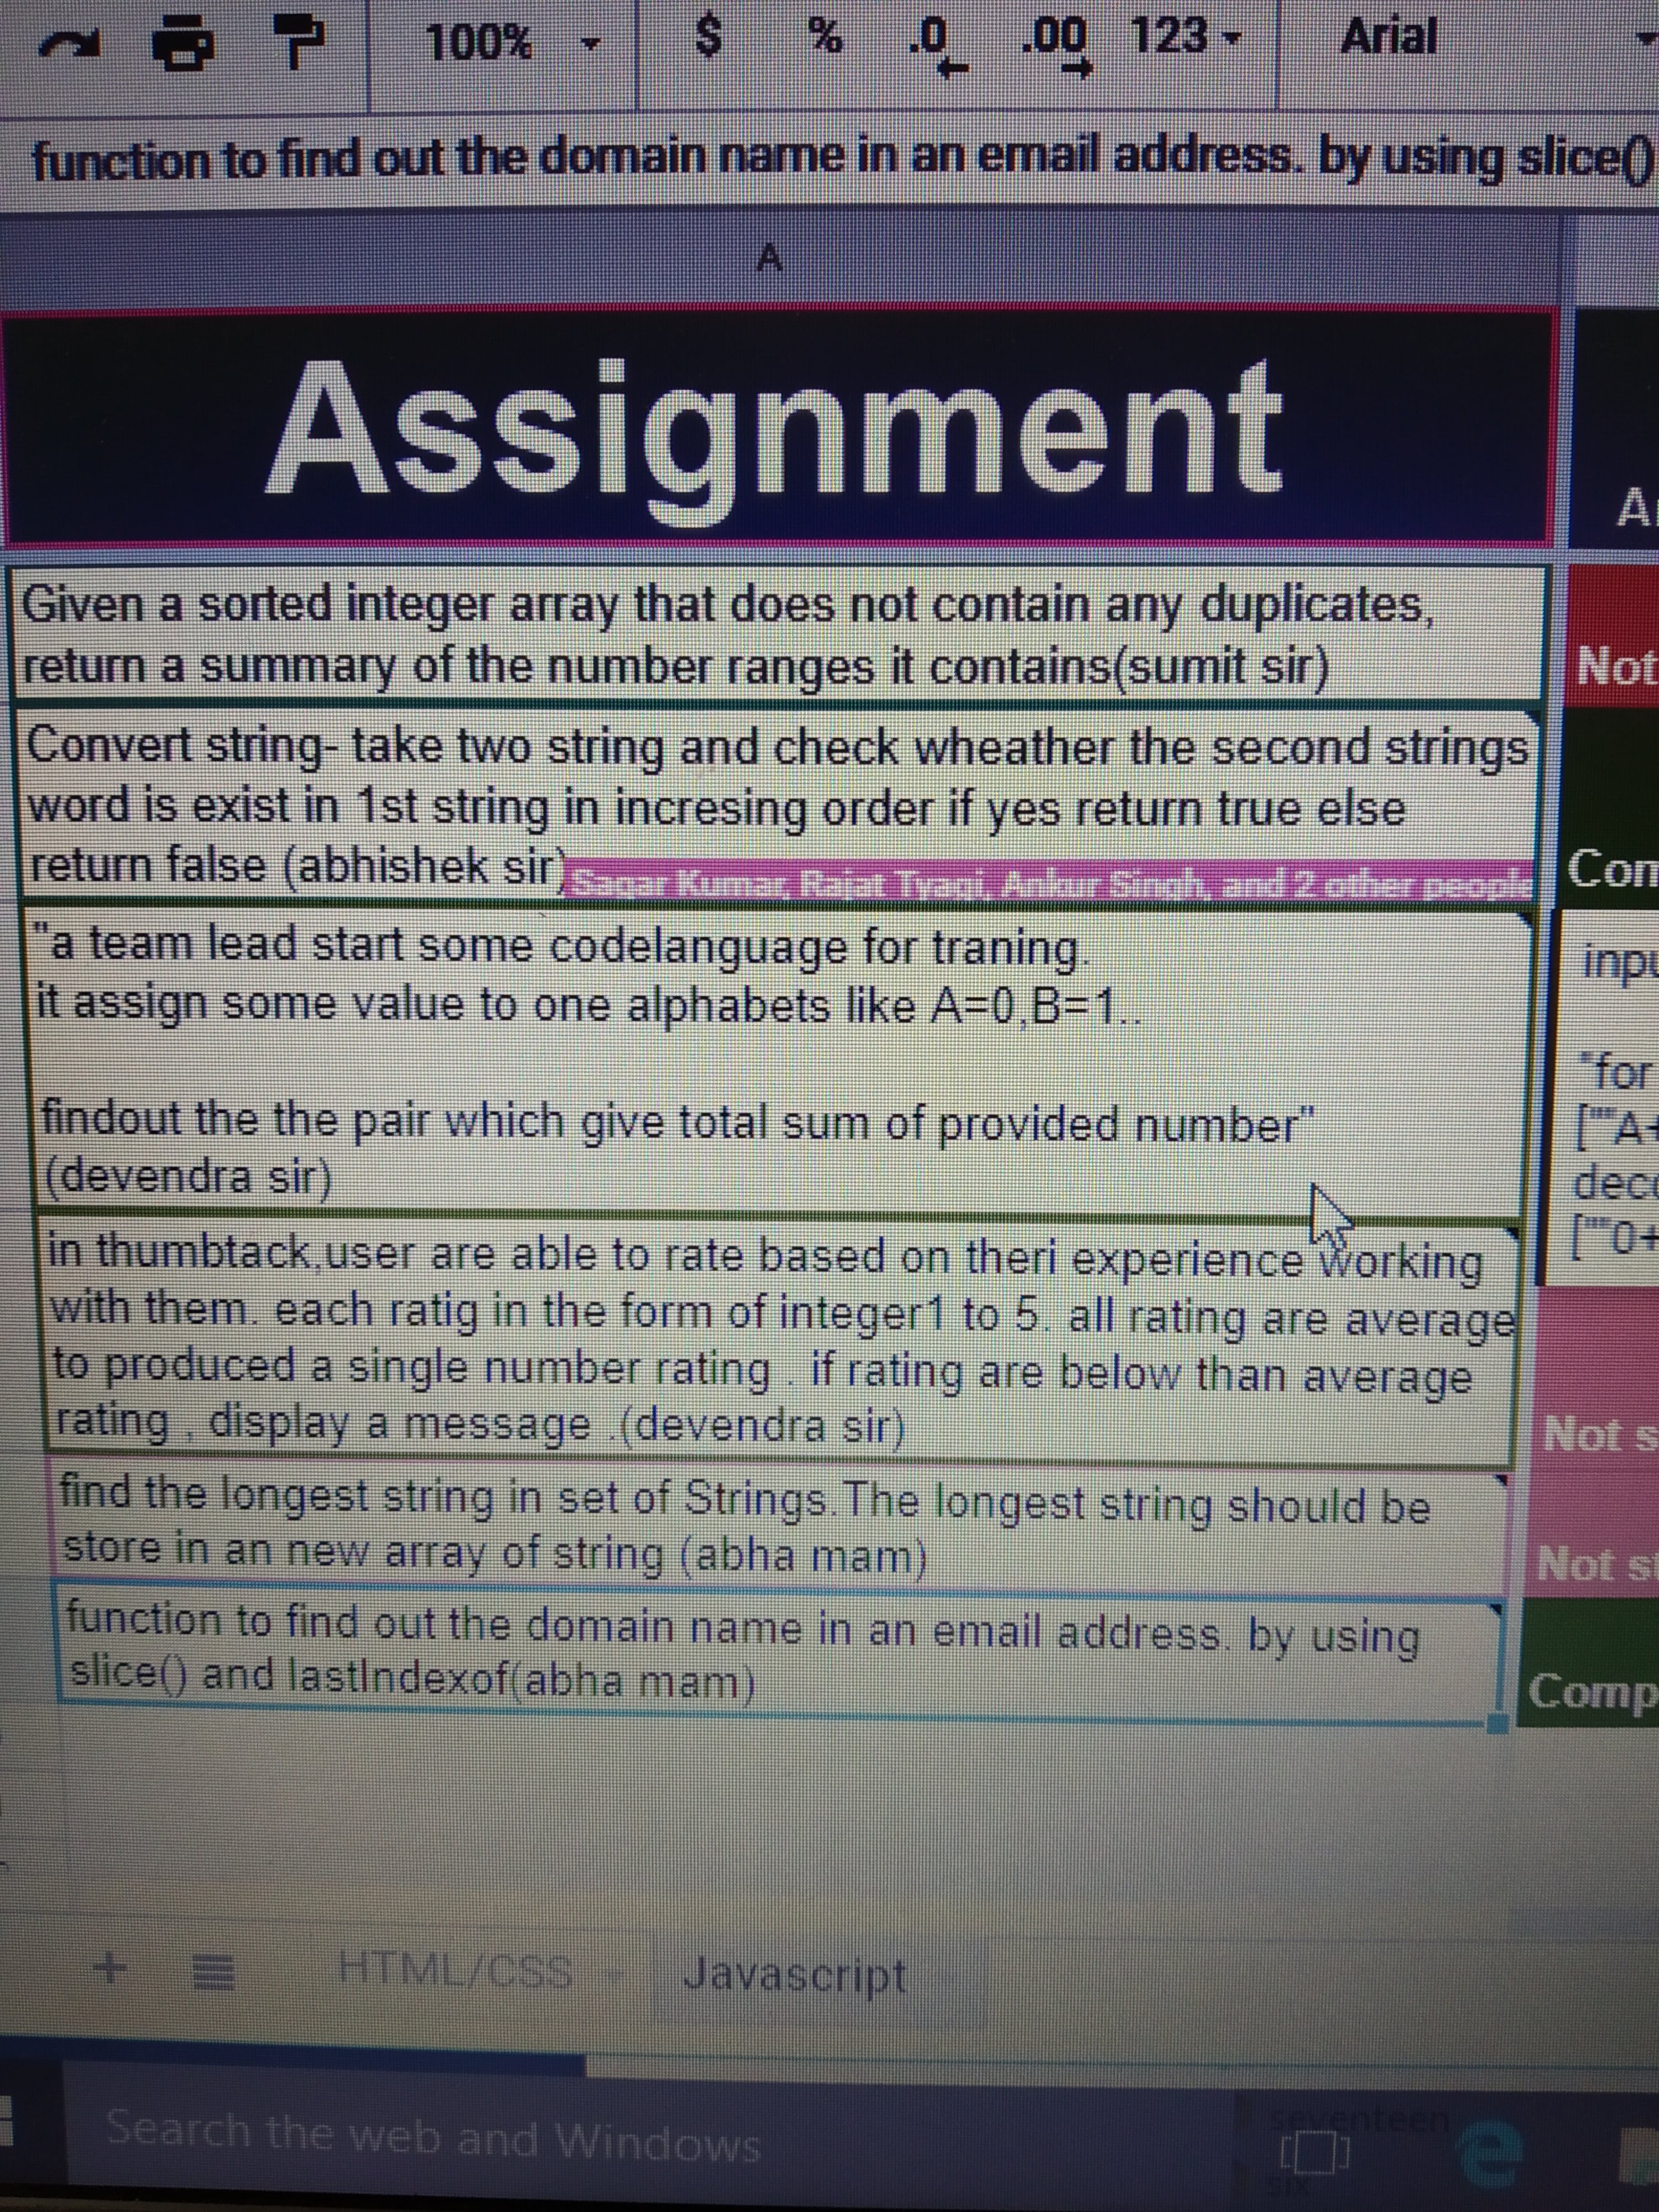 100% $ % .0 .00 123 Arial
function to find out the domain name in an email address. by using slice()
A
Assignment
Given a sorted integer array that does not contain any duplicates,
return a summary of the number ranges it contains(sumit sir)
Not
Convert string- take two string and check wheather the second strings
word is exist in 1st string in incresing order if yes return true else
return false (abhishek sir)
Sagar Kumar, Rajat Tyagi, Ankur Singh, and 2 other people
Com
"a team lead start some codelanguage for traning.
it assign some value to one alphabets like A=0,B=1..
findout the the pair which give total sum of provided number"
(devendra sir)
inpu
"for
[""A+
deco
[""0+
in thumbtack,user are able to rate based on theri experience working
with them. each ratig in the form of integer1 to 5. all rating are average
to produced a single number rating . if rating are below than average
rating , display a message .(devendra sir)
Not s
find the longest string in set of Strings.The longest string should be
store in an new array of string (abha mam)
Not st
function to find out the domain name in an email address. by using
slice() and lastIndexof(abha mam)
Comp
+ HTML/CSS Javascript
Search the web and Windows
seventeen
six